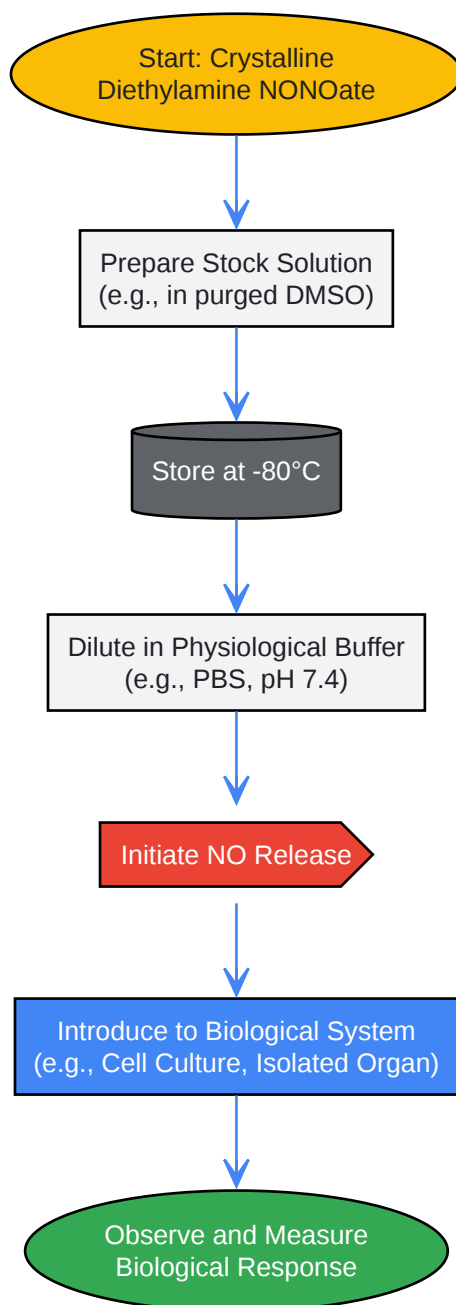 Start: Crystalline
Diethylamine NONOate
Prepare Stock Solution
(e.g., in purged DMSO)
Store at -80°C
Dilute in Physiological Buffer
(e.g., PBS, pH 7.4)
Initiate NO Release
Introduce to Biological System
(e.g., Cell Culture, Isolated Organ)
Observe and Measure
Biological Response